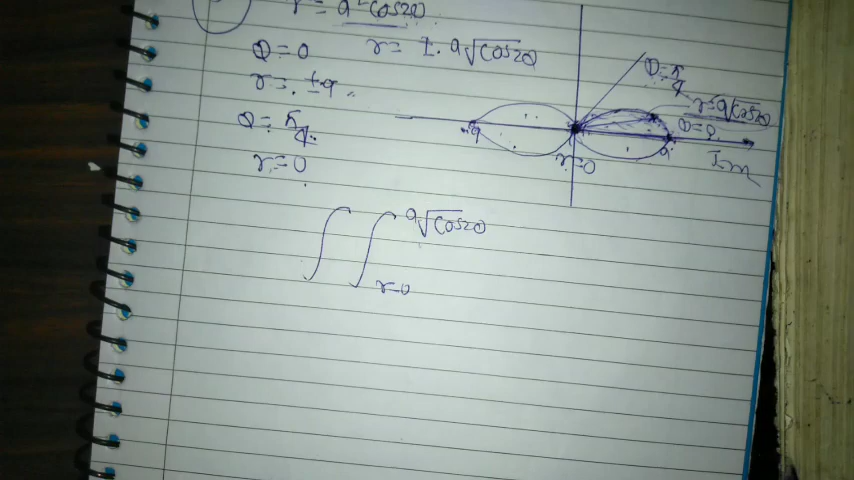 r² = a² cos2θ
θ = 0
r = ± a√cos2θ
r = ± a
θ = π/4
r = 0
θ = π/4
r = a√cos2θ
θ = 0
r = 0
∫ ∫ a√cos2θ
r=0